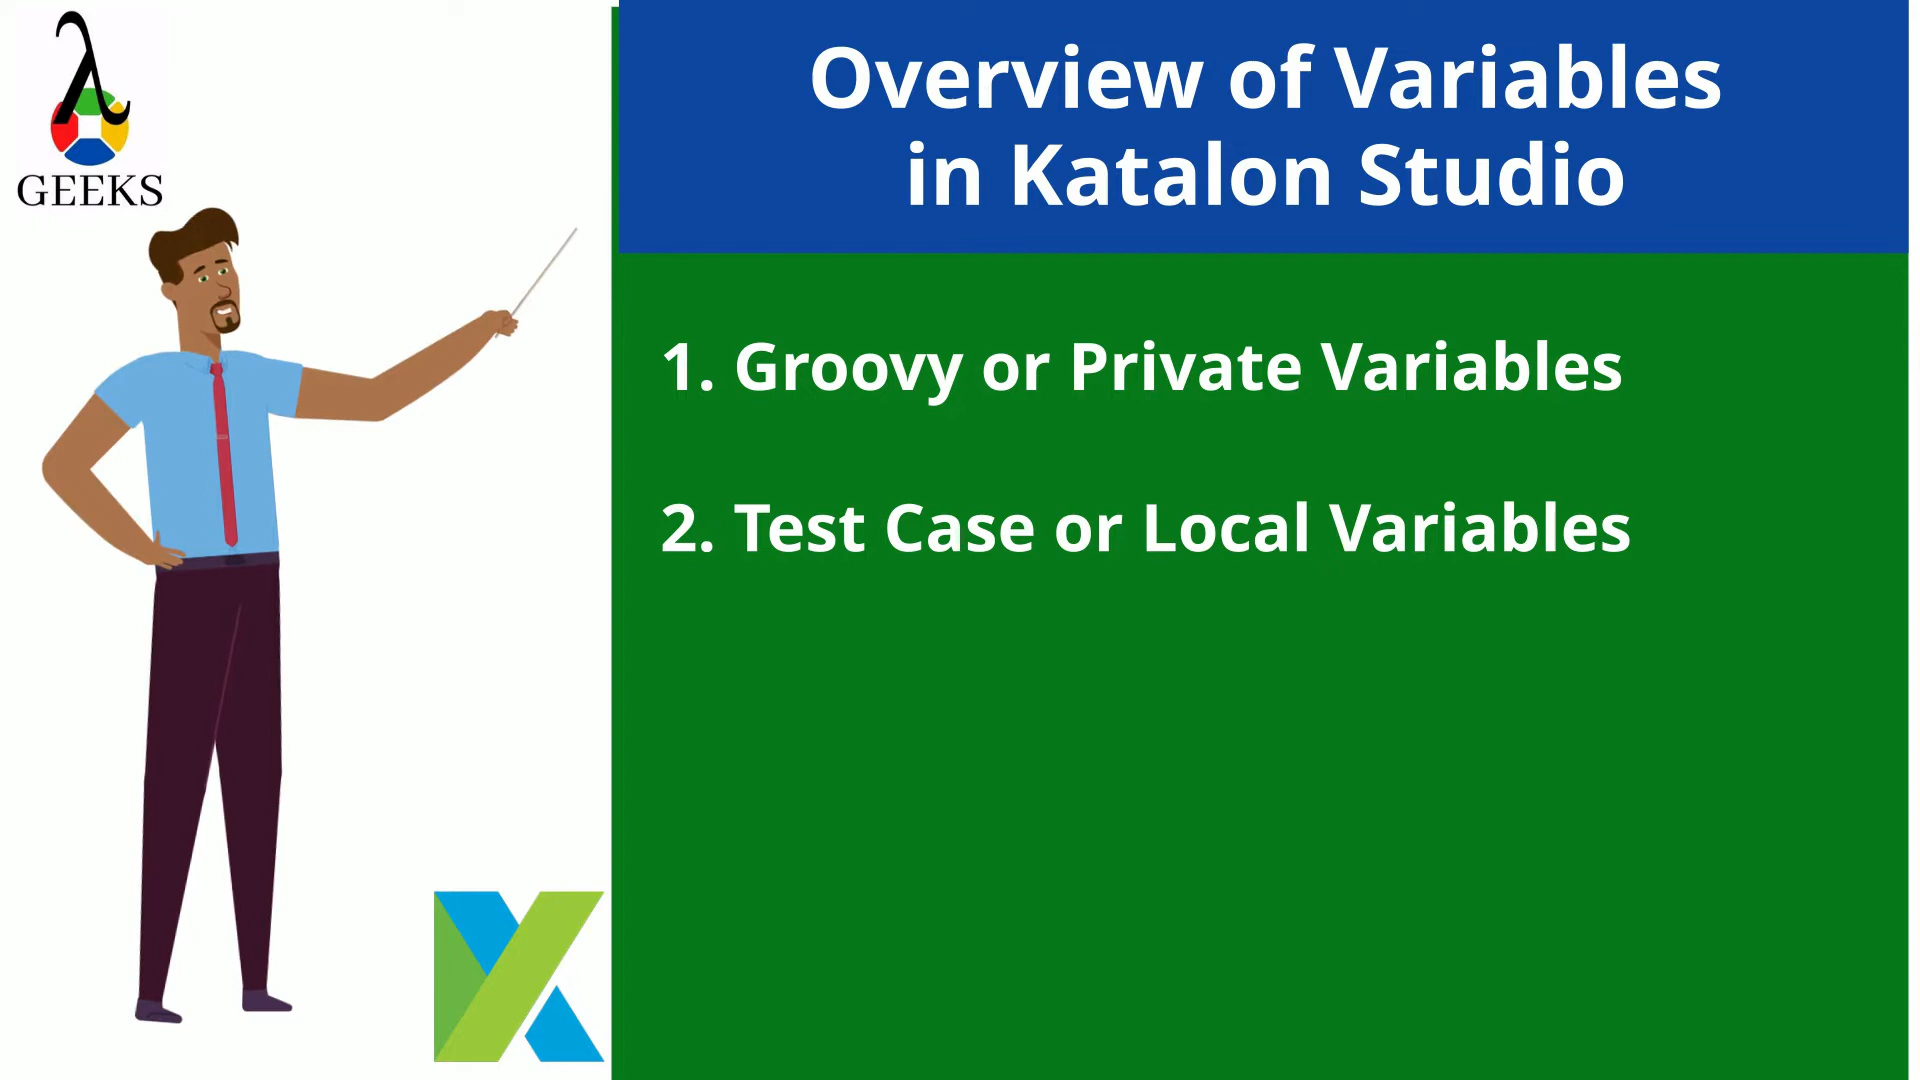 GEEKS
Overview of Variables
in Katalon Studio
1. Groovy or Private Variables
2. Test Case or Local Variables